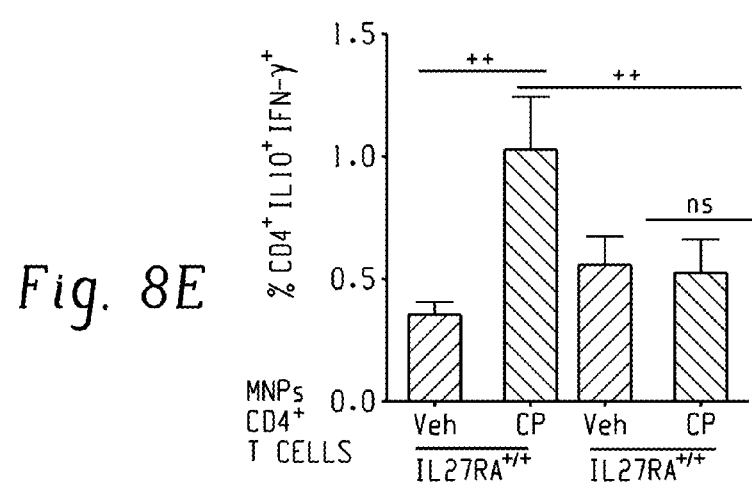 Fig. 8E
% CD4⁺ IL10⁺ IFN-γ⁺
1.5
1.0
0.5
0.0
++
++
ns
MNPs
CD4⁺
T CELLS
Veh CP Veh CP
IL27RA⁺/⁺ IL27RA⁺/⁺